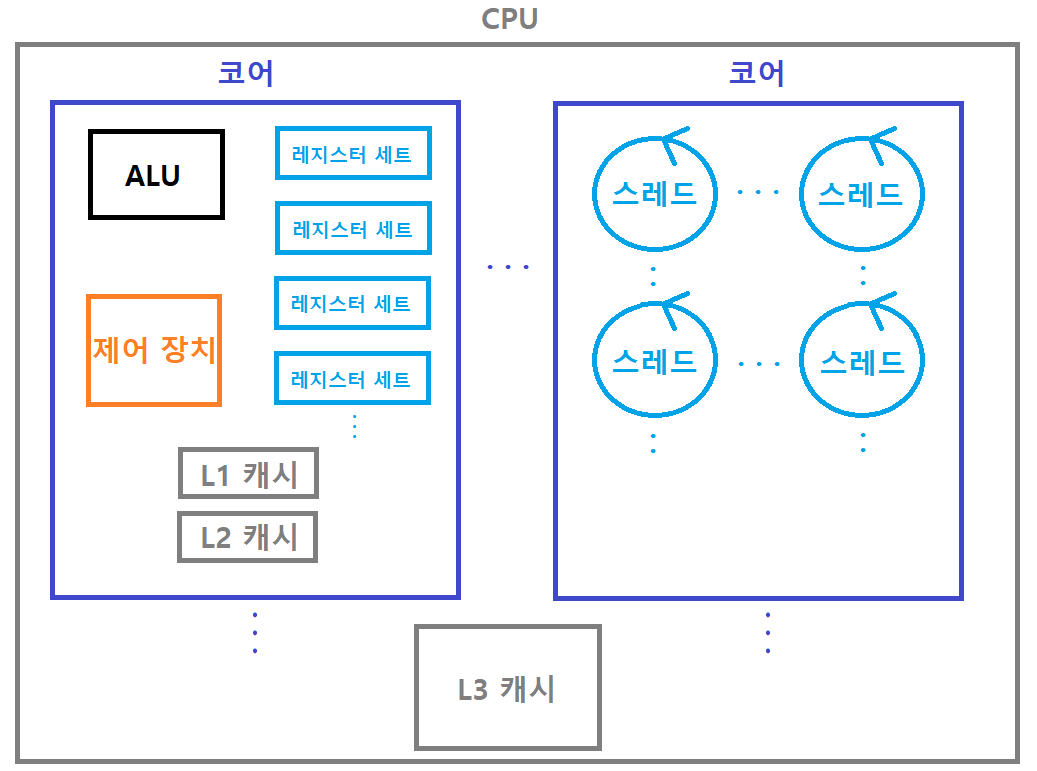 CPU
코어
ALU
레지스터 세트
레지스터 세트
레지스터 세트
레지스터 세트
제어 장치
L1 캐시
L2 캐시
코어
스레드
스레드
스레드
스레드
L3 캐시